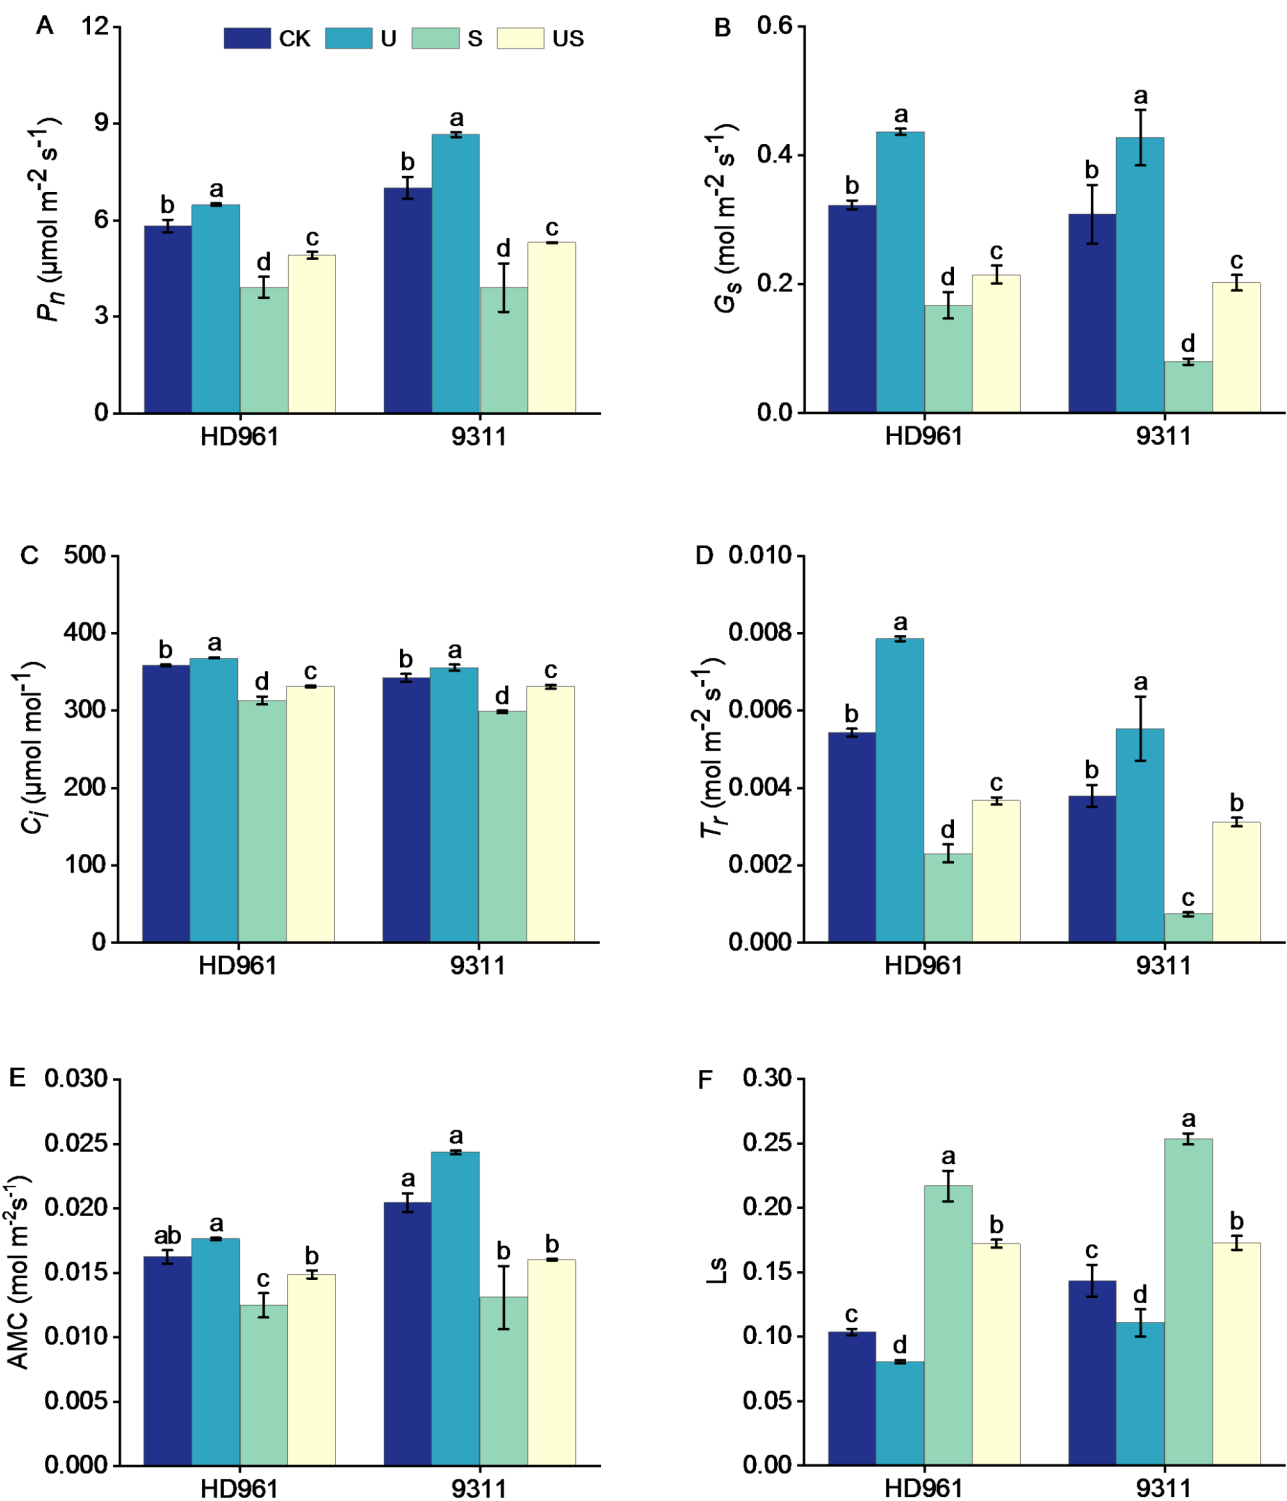 A
CK U S US
Pn (µmol m-2 s-1)
12
9
6
3
0
b a d c b a d c
HD961 9311
B
Gs (mol m-2 s-1)
0.6
0.4
0.2
0.0
b a d c b a d c
HD961 9311
C
Ci (µmol mol-1)
500
400
300
200
100
0
b a d c b a d c
HD961 9311
D
Tr (mol m-2 s-1)
0.010
0.008
0.006
0.004
0.002
0.000
b a d c b a c b
HD961 9311
E
AMC (mol m-2s-1)
0.030
0.025
0.020
0.015
0.010
0.005
0.000
ab a c b a a b b
HD961 9311
F
Ls
0.30
0.25
0.20
0.15
0.10
0.05
0.00
c d a b c d a b
HD961 9311